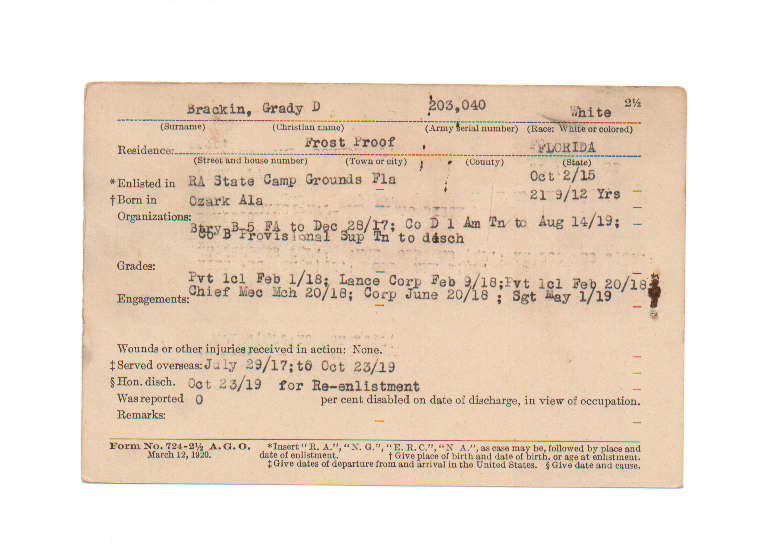 Brackin, Grady D 203,040 White 2½
(Surname) (Christian name) (Army serial number) (Race: White or colored)
Residence: Frost Proof FLORIDA
(Street and house number) (Town or city) (County) (State)
*Enlisted in RA State Camp Grounds Fla Oct 2/15
†Born in Ozark Ala 21 9/12 Yrs
Organizations:
Btry B 5 FA to Dec 28/17; Co D 1 Am Tn to Aug 14/19;
Co B Provisional Sup Tn to disch
Grades:
Pvt 1cl Feb 1/18; Lance Corp Feb 9/18;Pvt 1cl Feb 20/18
Chief Mec Mch 20/18; Corp June 20/18 ; Sgt May 1/19
Engagements:
Wounds or other injuries received in action: None.
‡Served overseas: July 29/17;to Oct 23/19
§Hon. disch. Oct 23/19 for Re-enlistment
Was reported 0 per cent disabled on date of discharge, in view of occupation.
Remarks:
Form No. 724-2½ A. G. O. *Insert "R. A.", "N. G.", "E. R. C.", "N A.", as case may be, followed by place and
March 12, 1920. date of enlistment. †Give place of birth and date of birth, or age at enlistment.
‡Give dates of departure from and arrival in the United States. §Give date and cause.